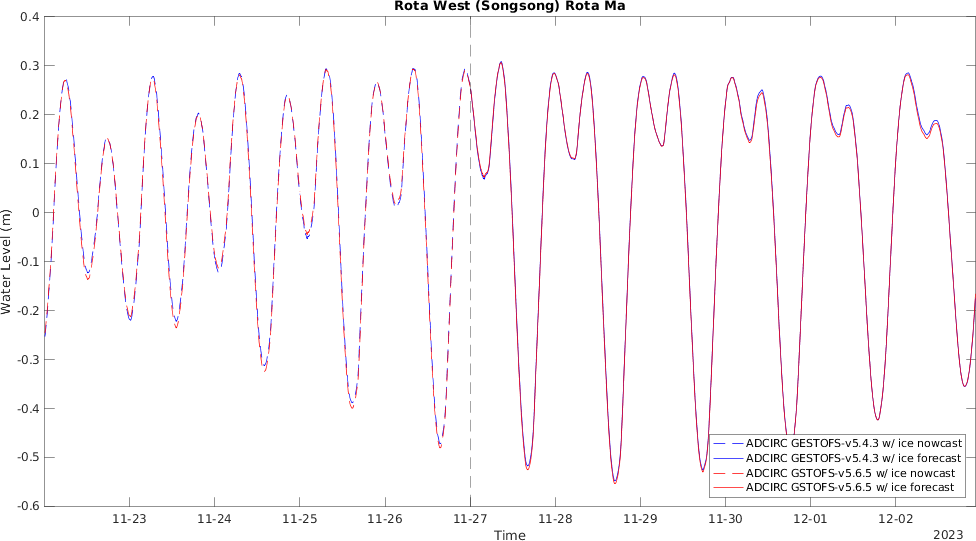 Rota West (Songsong) Rota Ma
0.4
0.3
0.2
0.1
0
-0.1
-0.2
-0.3
-0.4
-0.5
-0.6
Water Level (m)
ADCIRC GESTOFS-v5.4.3 w/ ice nowcast
ADCIRC GESTOFS-v5.4.3 w/ ice forecast
ADCIRC GSTOFS-v5.6.5 w/ ice nowcast
ADCIRC GSTOFS-v5.6.5 w/ ice forecast
11-23 11-24 11-25 11-26 11-27 11-28 11-29 11-30 12-01 12-02
Time
2023